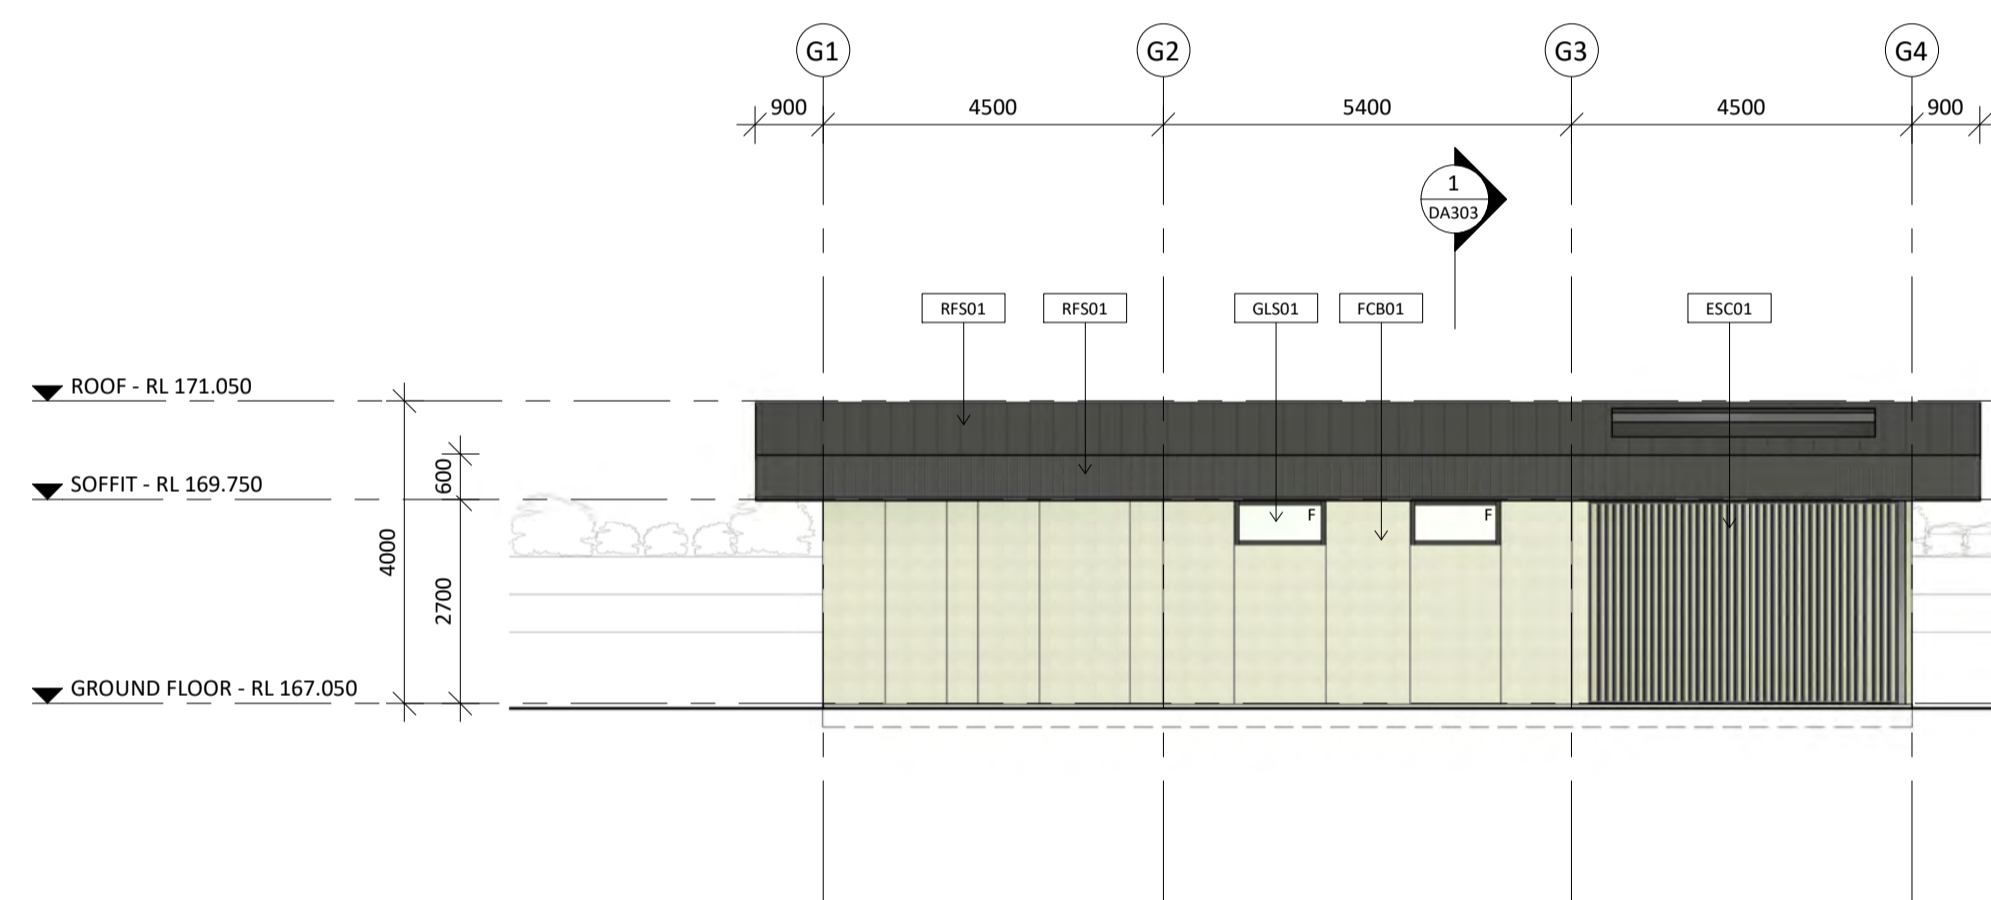 G1 G2 G3 G4
900 4500 5400 4500 900
1
DA303
RFS01 RFS01 GLS01 FCB01 ESC01
ROOF - RL 171.050
600
SOFFIT - RL 169.750
F F
4000
2700
GROUND FLOOR - RL 167.050